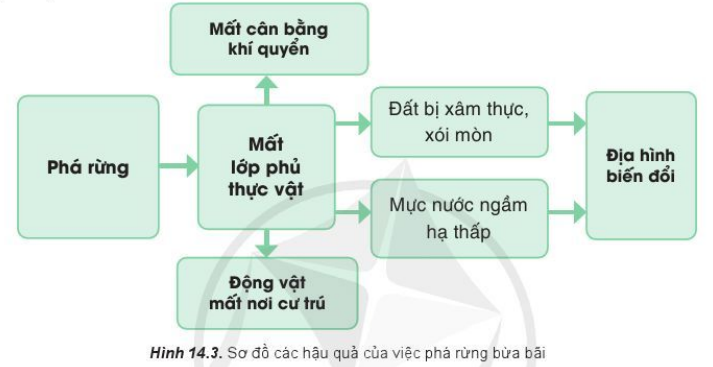 Mất cân bằng
khí quyển
Phá rừng
Mất
lớp phủ
thực vật
Đất bị xâm thực,
xói mòn
Mực nước ngầm
hạ thấp
Địa hình
biến đổi
Động vật
mất nơi cư trú
Hình 14.3. Sơ đồ các hậu quả của việc phá rừng bừa bãi